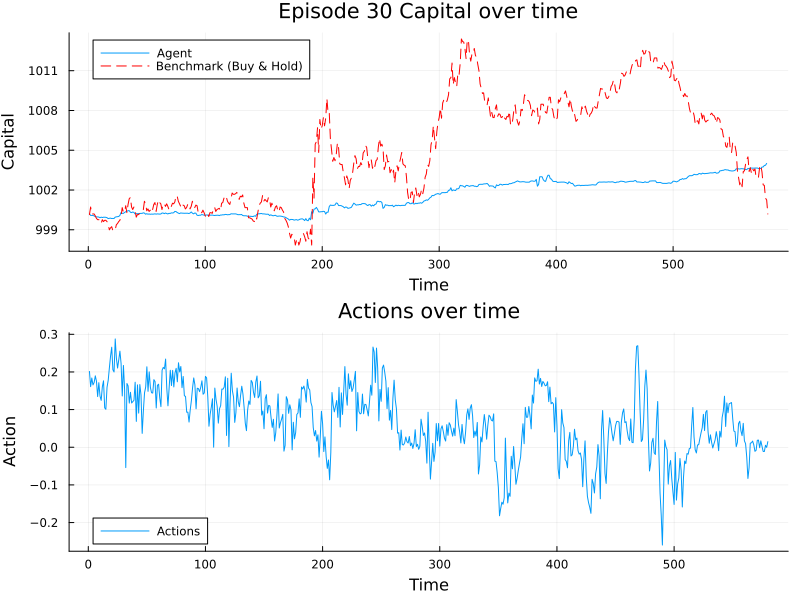 Episode 30 Capital over time
Agent
Benchmark (Buy & Hold)
Capital
1011
1008
1005
1002
999
0 100 200 300 400 500
Time
Actions over time
Action
0.3
0.2
0.1
0.0
−0.1
−0.2
Actions
0 100 200 300 400 500
Time